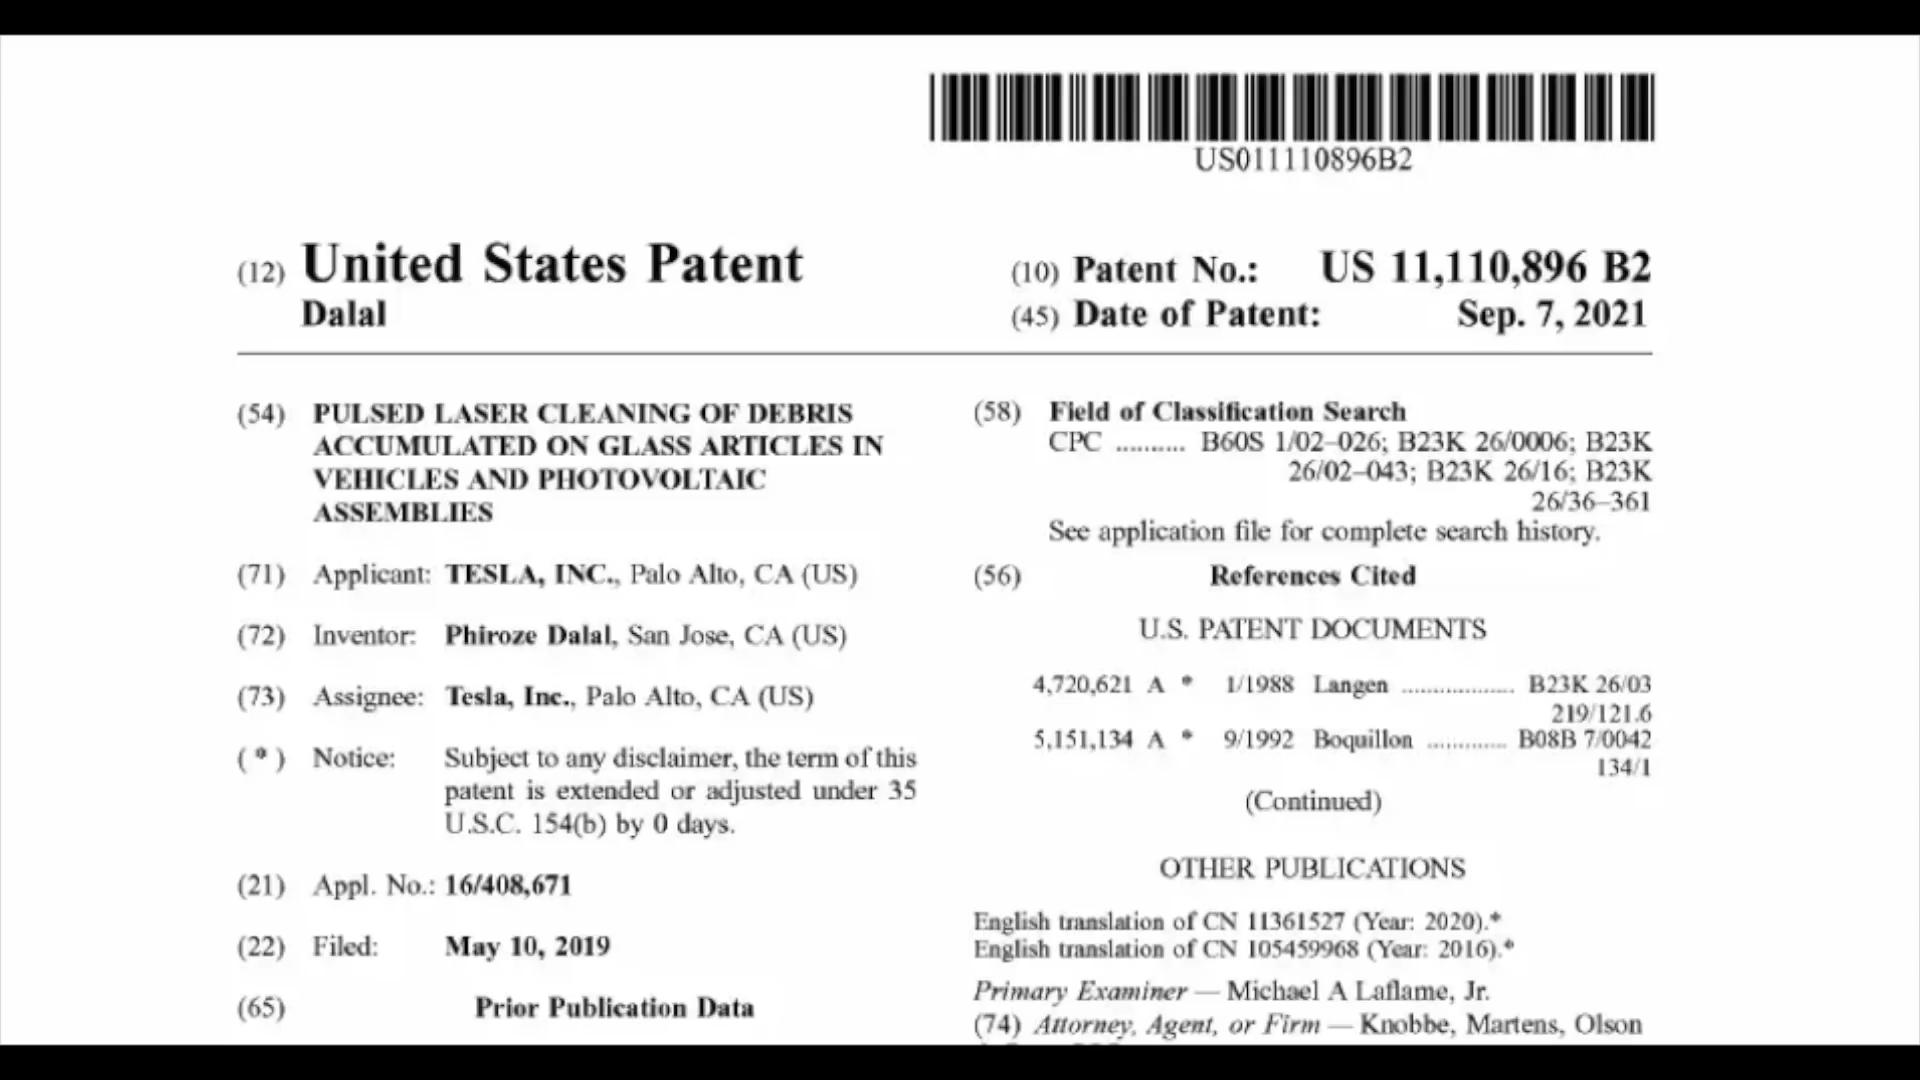 US011110896B2
(12) United States Patent
Dalal
(10) Patent No.: US 11,110,896 B2
(45) Date of Patent: Sep. 7, 2021
(54) PULSED LASER CLEANING OF DEBRIS
ACCUMULATED ON GLASS ARTICLES IN
VEHICLES AND PHOTOVOLTAIC
ASSEMBLIES
(71) Applicant: TESLA, INC., Palo Alto, CA (US)
(72) Inventor: Phiroze Dalal, San Jose, CA (US)
(73) Assignee: Tesla, Inc., Palo Alto, CA (US)
( * ) Notice: Subject to any disclaimer, the term of this
patent is extended or adjusted under 35
U.S.C. 154(b) by 0 days.
(21) Appl. No.: 16/408,671
(22) Filed: May 10, 2019
(65) Prior Publication Data
(58) Field of Classification Search
CPC .......... B60S 1/02–026; B23K 26/0006; B23K
26/02–043; B23K 26/16; B23K
26/36–361
See application file for complete search history.
(56) References Cited
U.S. PATENT DOCUMENTS
4,720,621 A * 1/1988 Langen .................. B23K 26/03
219/121.6
5,151,134 A * 9/1992 Boquillon ............. B08B 7/0042
134/1
(Continued)
OTHER PUBLICATIONS
English translation of CN 11361527 (Year: 2020).*
English translation of CN 105459968 (Year: 2016).*
Primary Examiner — Michael A Laflame, Jr.
(74) Attorney, Agent, or Firm — Knobbe, Martens, Olson